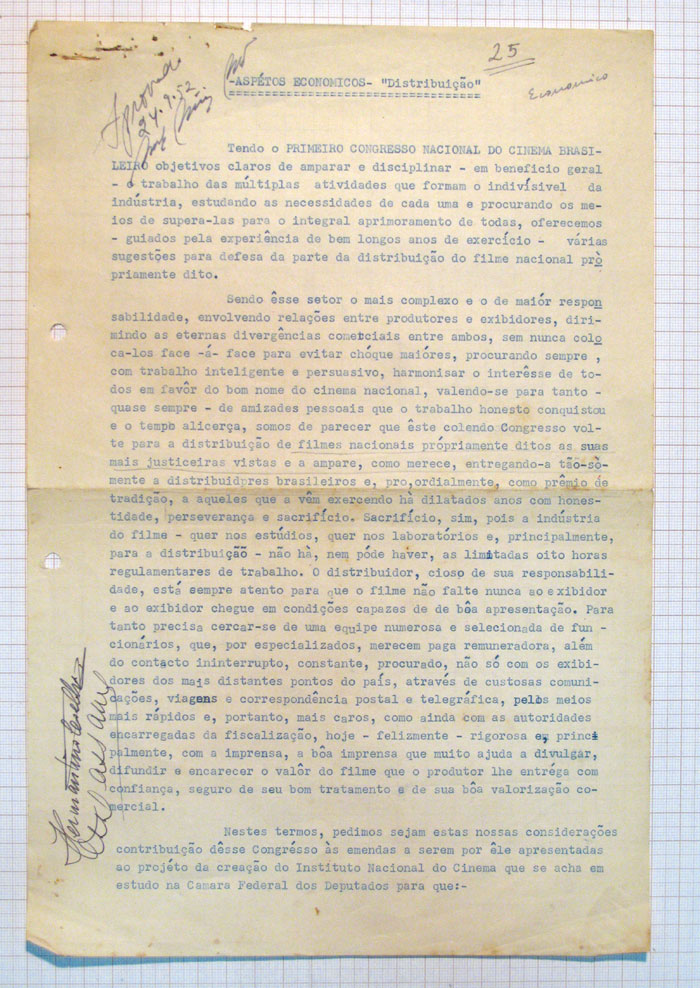 25
Economico
Aprovado
24.9.52
-ASPÉTOS ECONOMICOS- "Distribuição"
Tendo o PRIMEIRO CONGRESSO NACIONAL DO CINEMA BRASI-
LEIRO objetivos claros de amparar e disciplinar - em beneficio geral
- o trabalho das múltiplas atividades que formam o indivísivel da
indústria, estudando as necessidades de cada uma e procurando os me-
ios de supera-las para o integral aprimoramento de todas, oferecemos
- guiados pela experiência de bem longos anos de exercício - várias
sugestões para defesa da parte da distribuição do filme nacional prò
priamente dito.
Sendo êsse setor o mais complexo e o de maiór respon
sabilidade, envolvendo relações entre produtores e exibidores, diri-
mindo as eternas divergências comerciais entre ambos, sem nunca colo
ca-los face -á- face para evitar chóque maióres, procurando sempre ,
com trabalho inteligente e persuasivo, harmonisar o interêsse de to-
dos em favôr do bom nome do cinema nacional, valendo-se para tanto -
quase sempre - de amizades pessoais que o trabalho honesto conquistou
e o tempo alicerça, somos de parecer que êste colendo Congresso vol-
te para a distribuição de filmes nacionais própriamente ditos as suas
mais justiceiras vistas e a ampare, como merece, entregando-a tão-sò-
mente a distribuidpres brasileiros e, pro,ordialmente, como prêmio de
tradição, a aqueles que a vêm exercendo hà dilatados anos com hones-
tidade, perseverança e sacrifício. Sacrifício, sim, pois a indústria
do filme - quer nos estúdios, quer nos laboratórios e, principalmente,
para a distribuição - não hà, nem póde haver, as limitadas oito horas
regulamentares de trabalho. O distribuidor, cioso de sua responsabili-
dade, está sempre atento para que o filme não falte nunca ao exibidor
e ao exibidor chegue em condições capazes de de bôa apresentação. Para
tanto precisa cercar-se de uma equipe numerosa e selecionada de fun -
cionários, que, por especializados, merecem paga remuneradora, além
do contacto ininterrupto, constante, procurado, não só com os exibi-
dores dos mais distantes pontos do país, através de custosas comuni-
cações, viagens e correspondência postal e telegráfica, pelos meios
mais rápidos e, portanto, mais caros, como ainda com as autoridades
encarregadas da fiscalização, hoje - felizmente - rigorosa e, princi
palmente, com a imprensa, a bôa imprensa que muito ajuda a divulgar,
difundir e encarecer o valôr do filme que o produtor lhe entréga com
confiança, seguro de seu bom tratamento e de sua bôa valorização co-
mercial.
Nestes termos, pedimos sejam estas nossas considerações
contribuição dêsse Congrésso às emendas a serem por êle apresentadas
ao projéto da creação do Instituto Nacional do Cinema que se acha em
estudo na Camara Federal dos Deputados para que:-